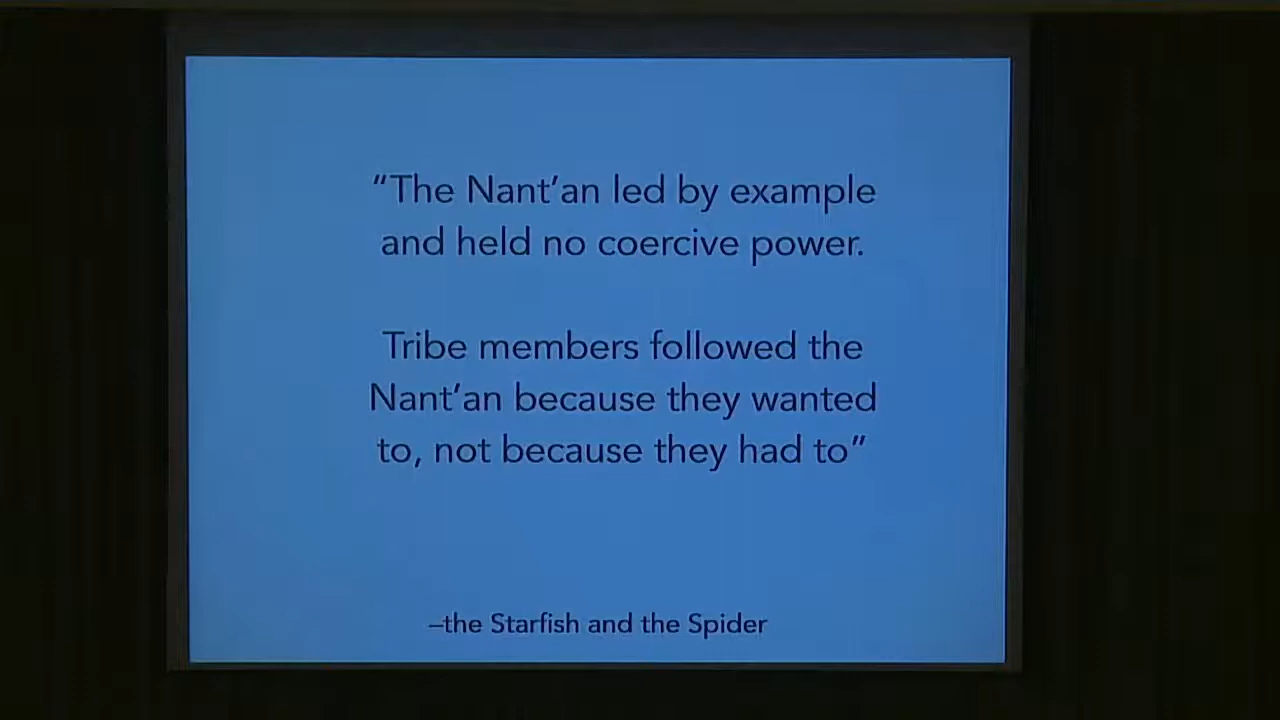 “The Nant’an led by example
and held no coercive power.
Tribe members followed the
Nant’an because they wanted
to, not because they had to”
–the Starfish and the Spider